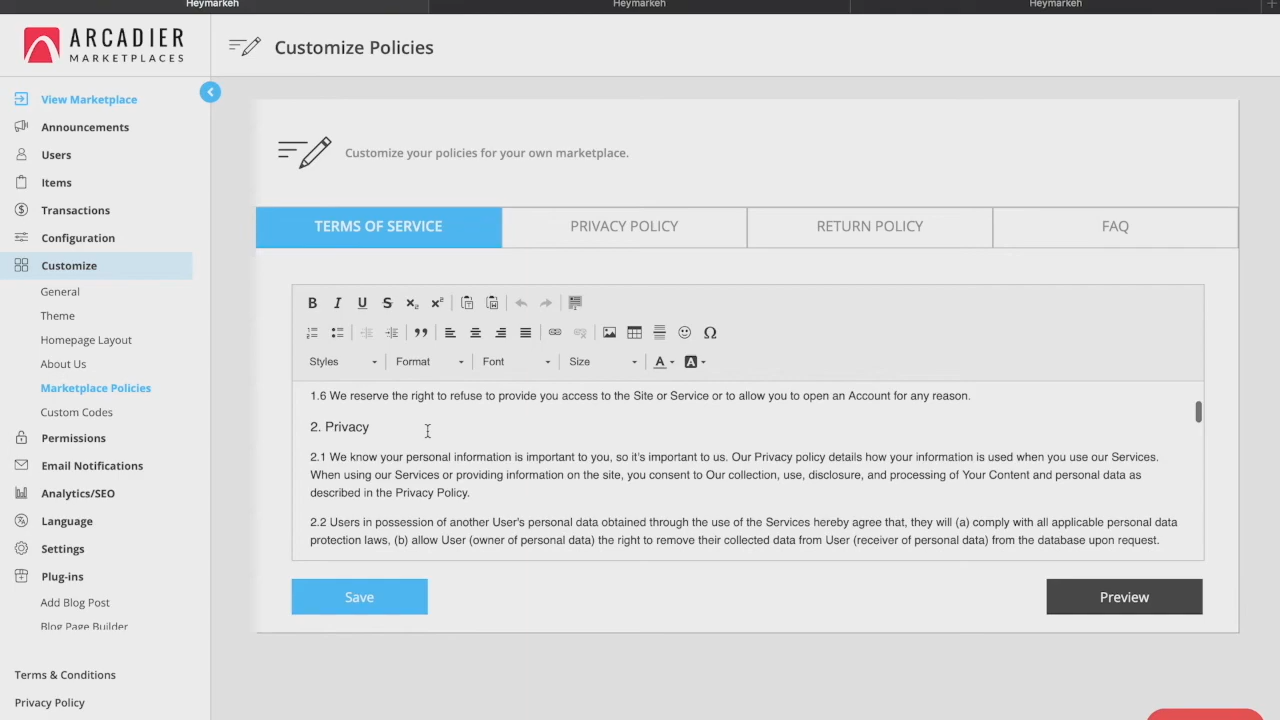 Heymarkeh
Heymarkeh
Heymarkeh
ARCADIER
MARKETPLACES
Customize Policies
View Marketplace
Announcements
Users
Items
Transactions
Configuration
Customize
General
Theme
Homepage Layout
About Us
Marketplace Policies
Custom Codes
Permissions
Email Notifications
Analytics/SEO
Language
Settings
Plug-ins
Add Blog Post
Blog Page Builder
Terms & Conditions
Privacy Policy
Customize your policies for your own marketplace.
TERMS OF SERVICE
PRIVACY POLICY
RETURN POLICY
FAQ
Styles
Format
Font
Size
1.6 We reserve the right to refuse to provide you access to the Site or Service or to allow you to open an Account for any reason.
2. Privacy
2.1 We know your personal information is important to you, so it's important to us. Our Privacy policy details how your information is used when you use our Services.
When using our Services or providing information on the site, you consent to Our collection, use, disclosure, and processing of Your Content and personal data as
described in the Privacy Policy.
2.2 Users in possession of another User's personal data obtained through the use of the Services hereby agree that, they will (a) comply with all applicable personal data
protection laws, (b) allow User (owner of personal data) the right to remove their collected data from User (receiver of personal data) from the database upon request.
Save
Preview